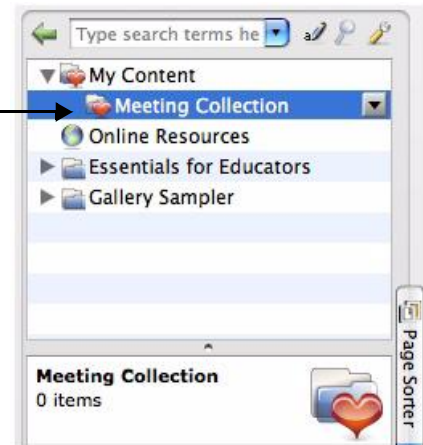 Type search terms he
My Content
Meeting Collection
Online Resources
Essentials for Educators
Gallery Sampler
Page Sorter
Meeting Collection
0 items